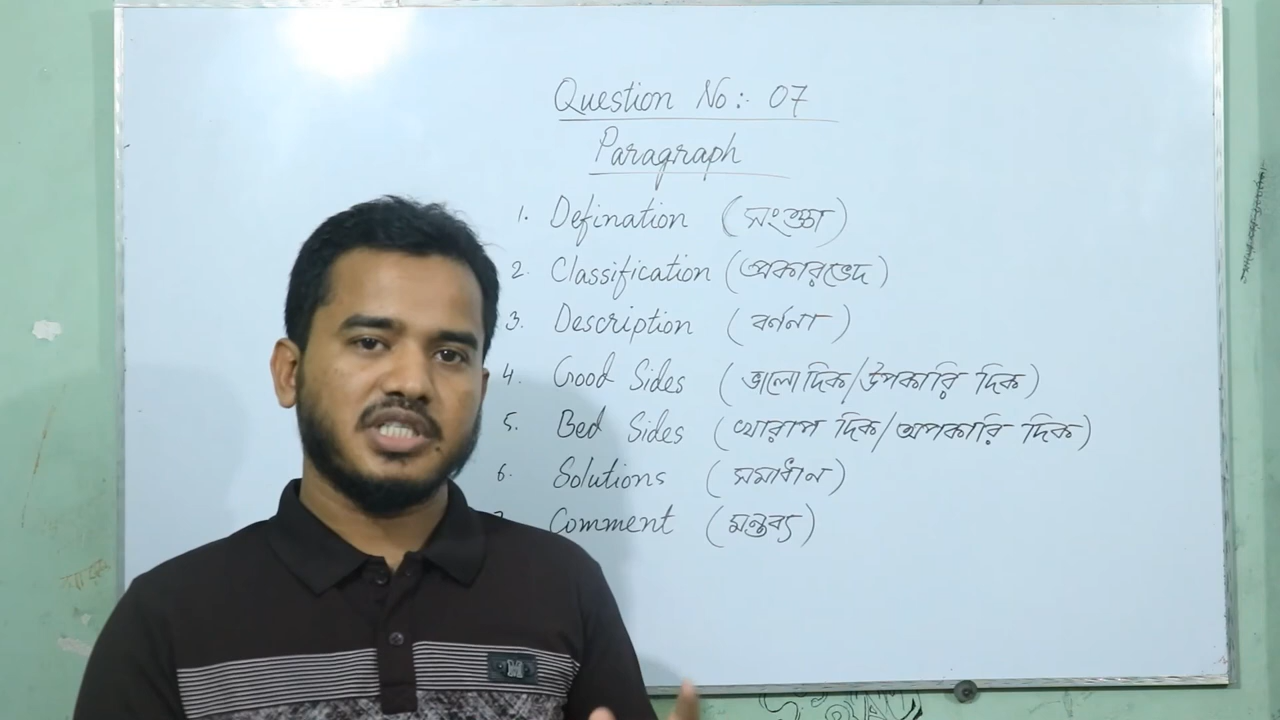 Question No:- 07
Paragraph
1. Defination (সংজ্ঞা)
2. Classification (প্রকারভেদ)
3. Description (বর্ণনা)
4. Good Sides (ভালো দিক/উপকারি দিক)
5. Bed Sides (খারাপ দিক/অপকারি দিক)
6. Solutions (সমাধান)
Comment (মন্তব্য)
M